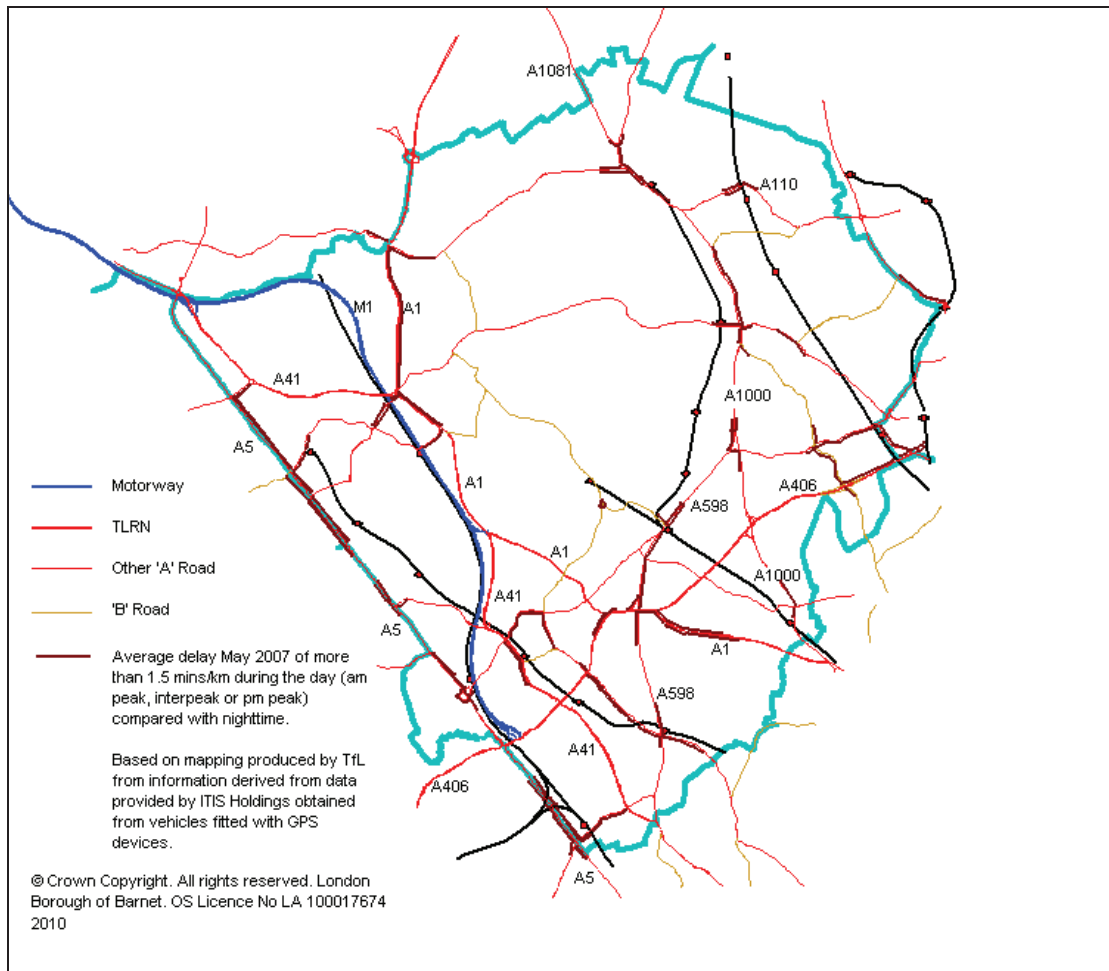 A1081
A110
M1
A1
A41
A1000
A5
A1
A406
A598
A1
A41
A1000
A5
A1
A598
A41
A406
A5
Motorway
TLRN
Other 'A' Road
'B' Road
Average delay May 2007 of more
than 1.5 mins/km during the day (am
peak, interpeak or pm peak)
compared with nighttime.
Based on mapping produced by TfL
from information derived from data
provided by ITIS Holdings obtained
from vehicles fitted with GPS
devices.
© Crown Copyright. All rights reserved. London
Borough of Barnet. OS Licence No LA 100017674
2010